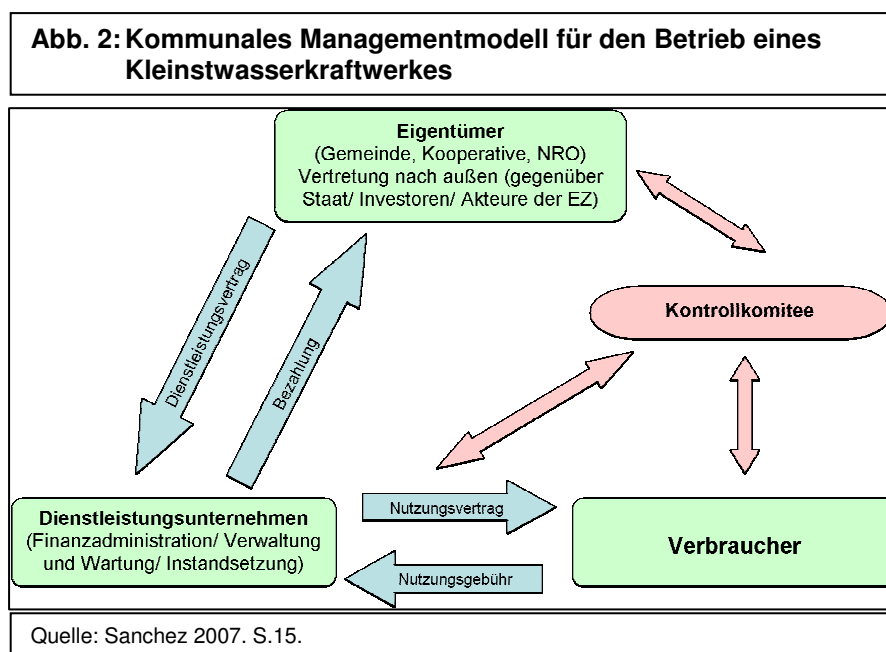 Abb. 2: Kommunales Managementmodell für den Betrieb eines
Kleinstwasserkraftwerkes
Eigentümer
(Gemeinde, Kooperative, NRO)
Vertretung nach außen (gegenüber
Staat/ Investoren/ Akteure der EZ)
Dienstleistungsvertrag
Bezahlung
Kontrollkomitee
Dienstleistungsunternehmen
(Finanzadministration/ Verwaltung
und Wartung/ Instandsetzung)
Nutzungsvertrag
Nutzungsgebühr
Verbraucher
Quelle: Sanchez 2007. S.15.